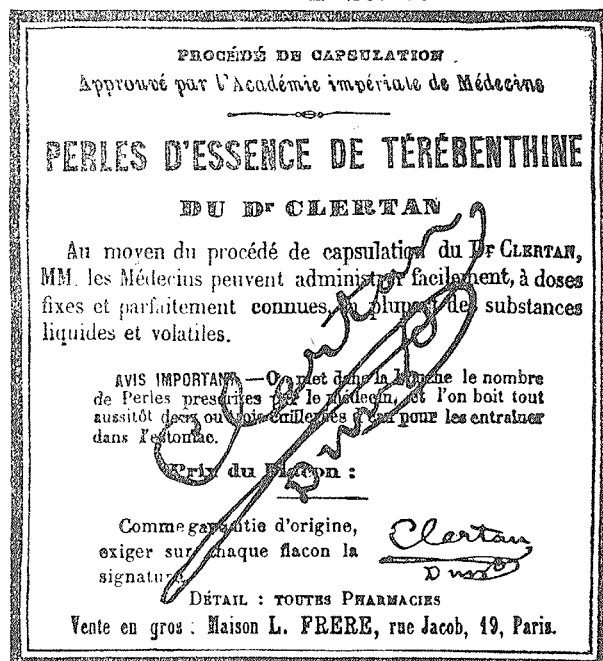 PROCÉDÉ DE CAPSULATION
Approuvé par l'Académie impériale de Médecine
PERLES D'ESSENCE DE TÉRÉBENTHINE
DU Dr CLERTAN
Au moyen du procédé de capsulation du Dr CLERTAN,
MM. les Médecins peuvent administrer facilement, à doses
fixes et parfaitement connues, la plupart des substances
liquides et volatiles.
AVIS IMPORTANT. — On met dans la bouche le nombre
de Perles prescrites par le médecin, et l'on boit tout
aussitôt deux ou trois cuillerées d'eau pour les entraîner
dans l'estomac.
Prix du Flacon :
Comme garantie d'origine,
exiger sur chaque flacon la
signature
Clertan
DÉTAIL : TOUTES PHARMACIES
Vente en gros : Maison L. FRERE, rue Jacob, 19, Paris.